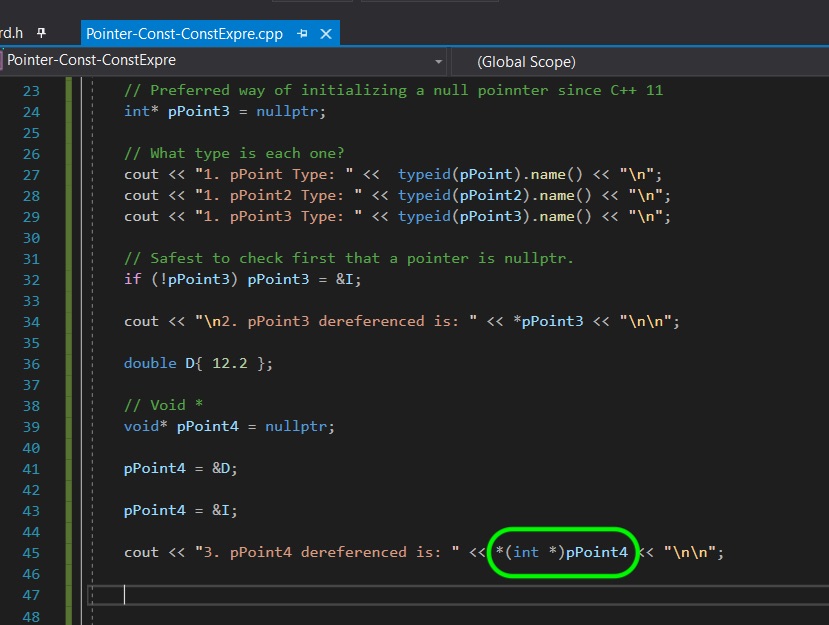 rd.h
Pointer-Const-ConstExpre.cpp
Pointer-Const-ConstExpre
(Global Scope)
23 // Preferred way of initializing a null poinnter since C++ 11
24 int* pPoint3 = nullptr;
25
26 // What type is each one?
27 cout << "1. pPoint Type: " <<  typeid(pPoint).name() << "\n";
28 cout << "1. pPoint2 Type: " << typeid(pPoint2).name() << "\n";
29 cout << "1. pPoint3 Type: " << typeid(pPoint3).name() << "\n";
30
31 // Safest to check first that a pointer is nullptr.
32 if (!pPoint3) pPoint3 = &I;
33
34 cout << "\n2. pPoint3 dereferenced is: " << *pPoint3 << "\n\n";
35
36 double D{ 12.2 };
37
38 // Void *
39 void* pPoint4 = nullptr;
40
41 pPoint4 = &D;
42
43 pPoint4 = &I;
44
45 cout << "3. pPoint4 dereferenced is: " << *(int *)pPoint4 << "\n\n";
46
47
48